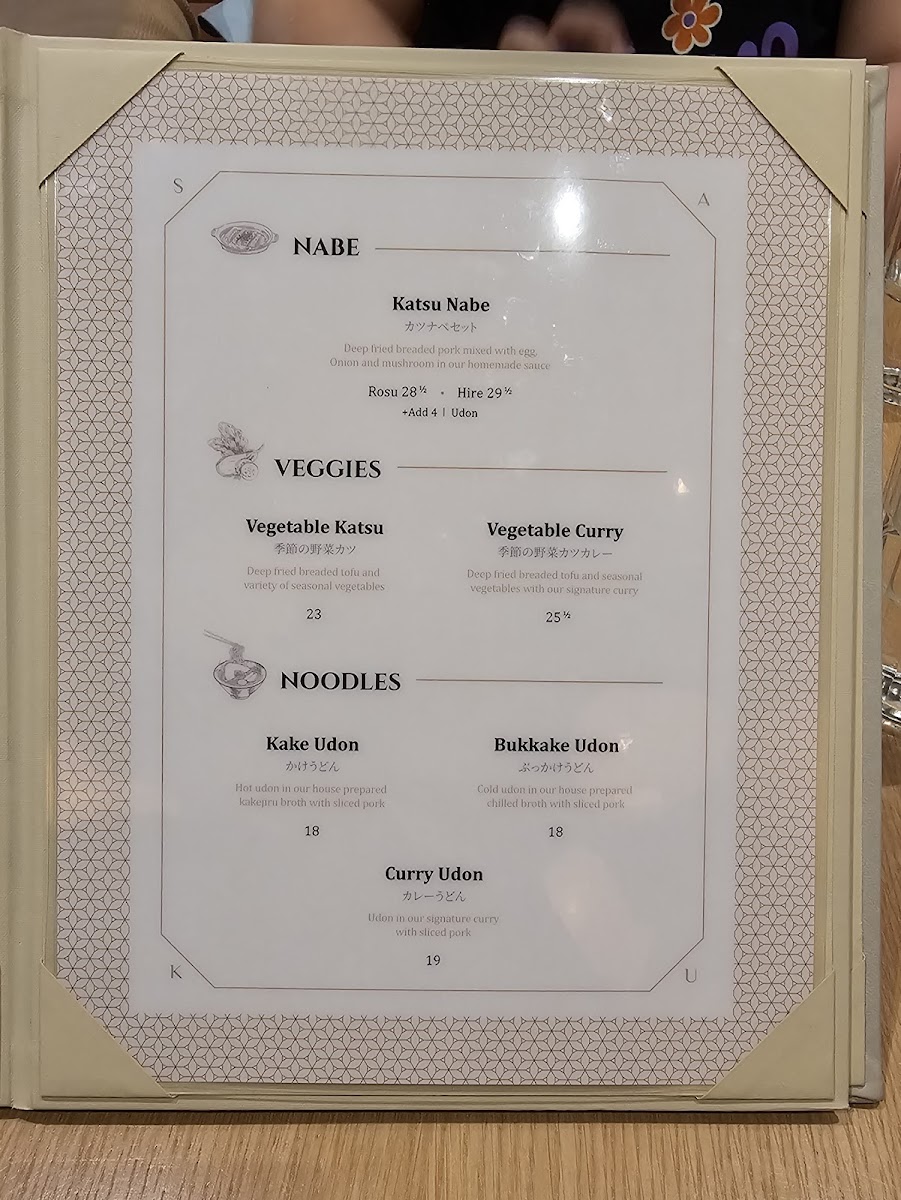 S
A
NABE
Katsu Nabe
カツナベセット
Deep fried breaded pork mixed with egg,
Onion and mushroom in our homemade sauce
Rosu 28½ • Hire 29½
+Add 4 | Udon
VEGGIES
Vegetable Katsu
季節の野菜カツ
Deep fried breaded tofu and
variety of seasonal vegetables
23
Vegetable Curry
季節の野菜カツカレー
Deep fried breaded tofu and seasonal
vegetables with our signature curry
25½
NOODLES
Kake Udon
かけうどん
Hot udon in our house prepared
kakejiru broth with sliced pork
18
Bukkake Udon
ぶっかけうどん
Cold udon in our house prepared
chilled broth with sliced pork
18
Curry Udon
カレーうどん
Udon in our signature curry
with sliced pork
19
K
U